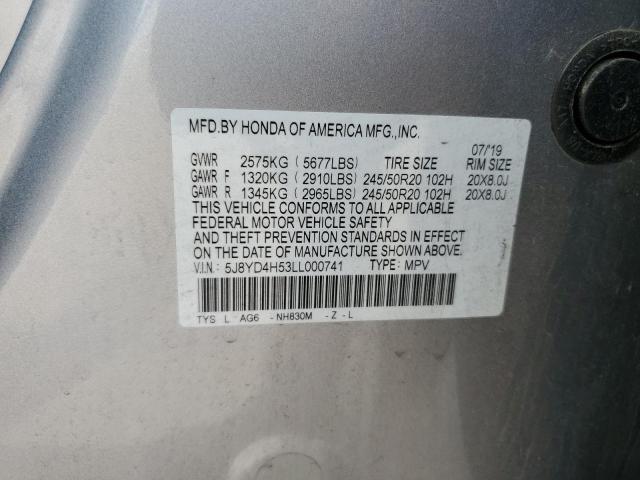 MFD.BY HONDA OF AMERICA MFG.,INC.
07/'19
GVWR 2575KG (5677LBS) TIRE SIZE RIM SIZE
GAWR F 1320KG (2910LBS) 245/50R20 102H 20X8.0J
GAWR R 1345KG (2965LBS) 245/50R20 102H 20X8.0J
THIS VEHICLE CONFORMS TO ALL APPLICABLE
FEDERAL MOTOR VEHICLE SAFETY
AND THEFT PREVENTION STANDARDS IN EFFECT
ON THE DATE OF MANUFACTURE SHOWN ABOVE.
V.I.N.: 5J8YD4H53LL000741 TYPE: MPV
TYS L AG6 -NH830M -Z -L